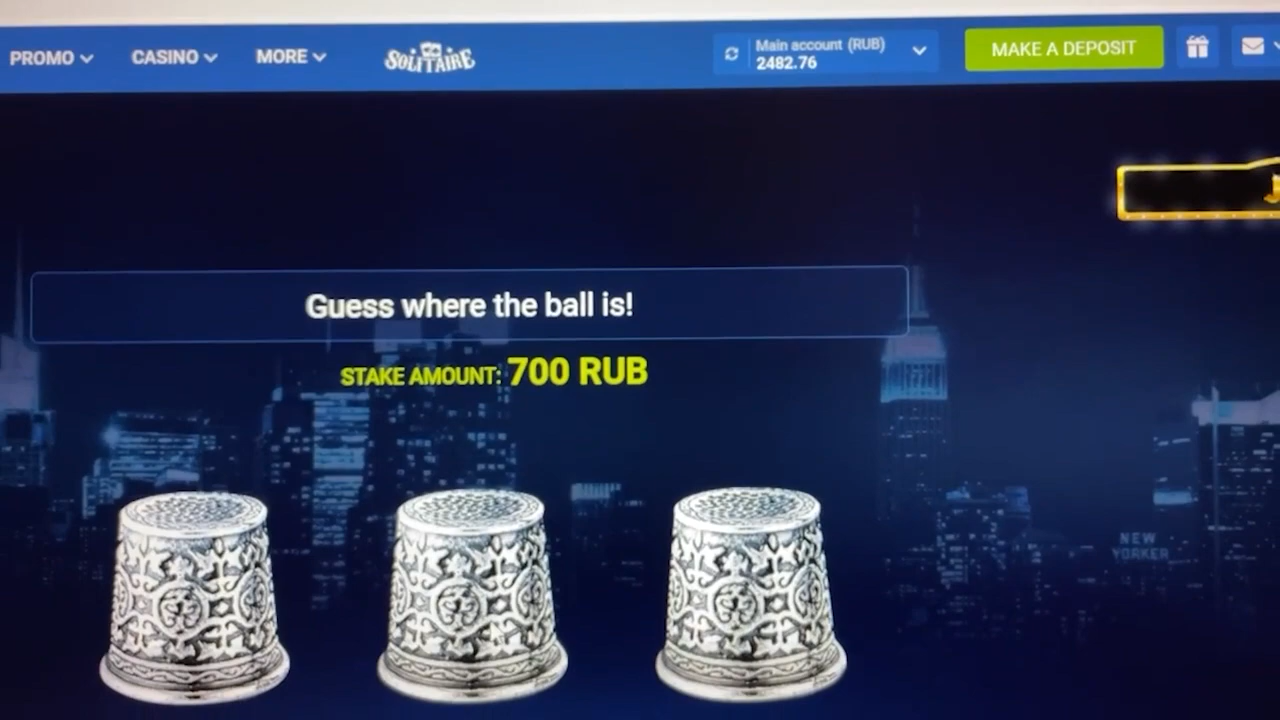 PROMO
CASINO
MORE
SOLITAIRE
Main account (RUB)
2482.76
MAKE A DEPOSIT
Guess where the ball is!
STAKE AMOUNT: 700 RUB
NEW
YORKER